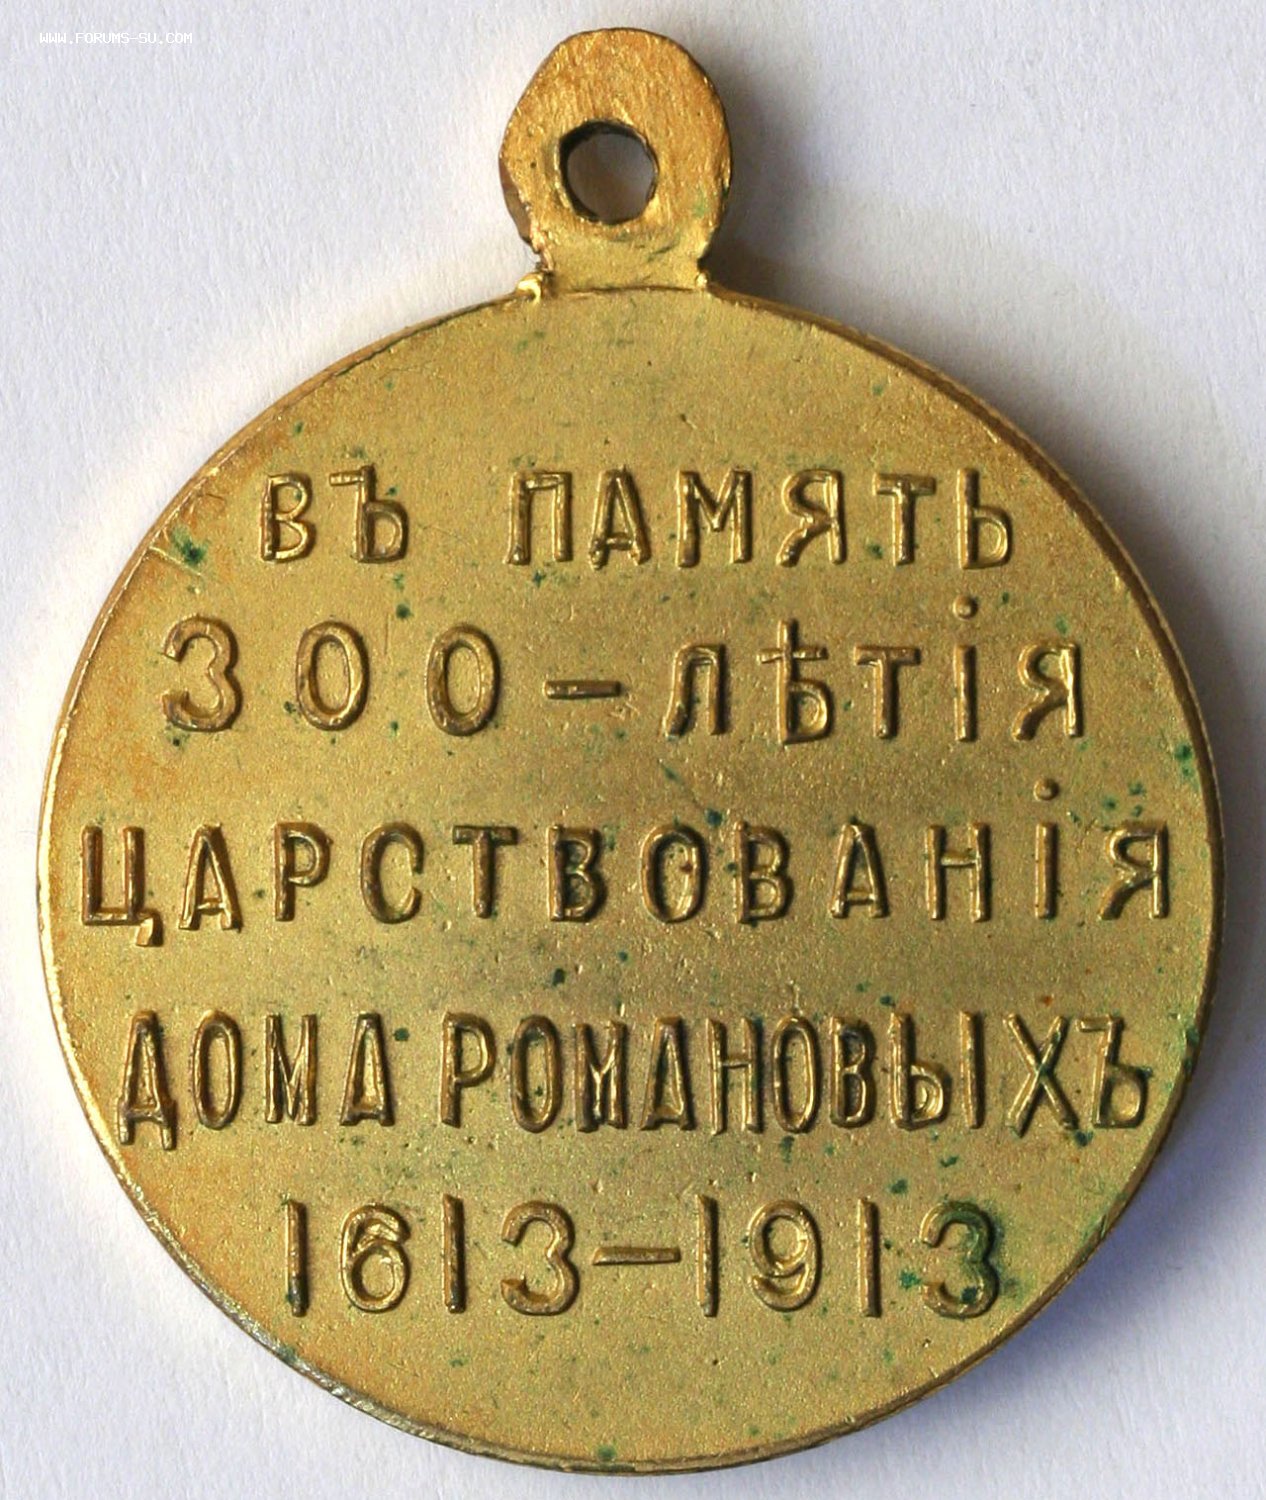 WWW.FORUMS-SU.COM
ВЪ ПАМЯТЬ
300-ЛѢТІЯ
ЦАРСТВОВАНІЯ
ДОМА РОМАНОВЫХЪ
1613-1913